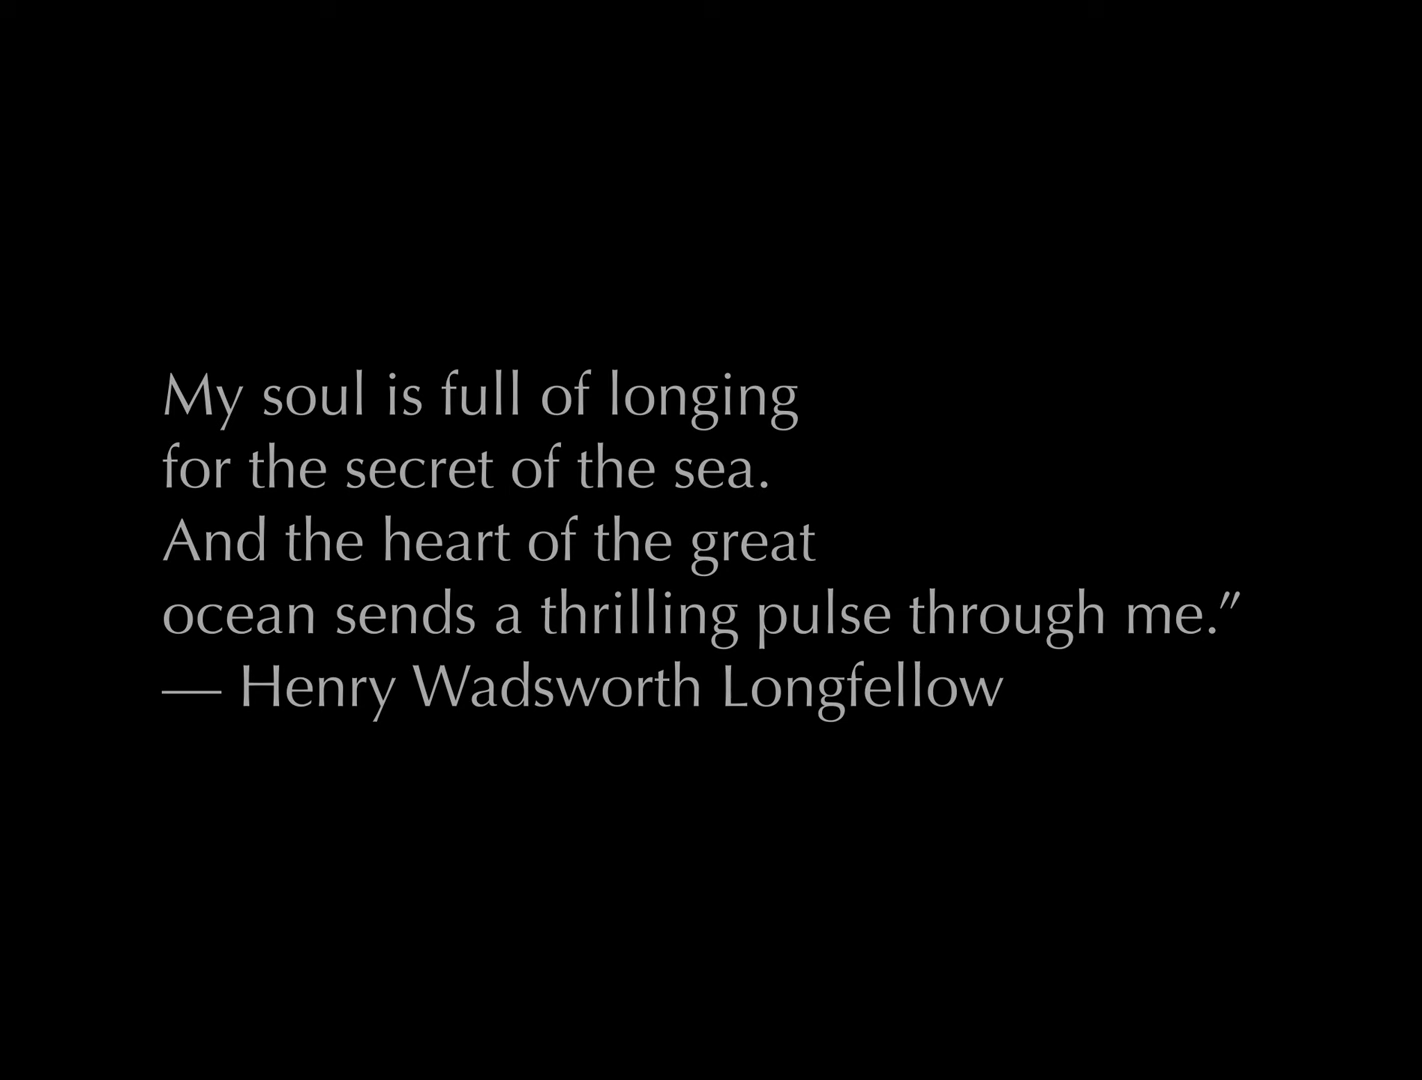 My soul is full of longing
for the secret of the sea.
And the heart of the great
ocean sends a thrilling pulse through me.”
— Henry Wadsworth Longfellow